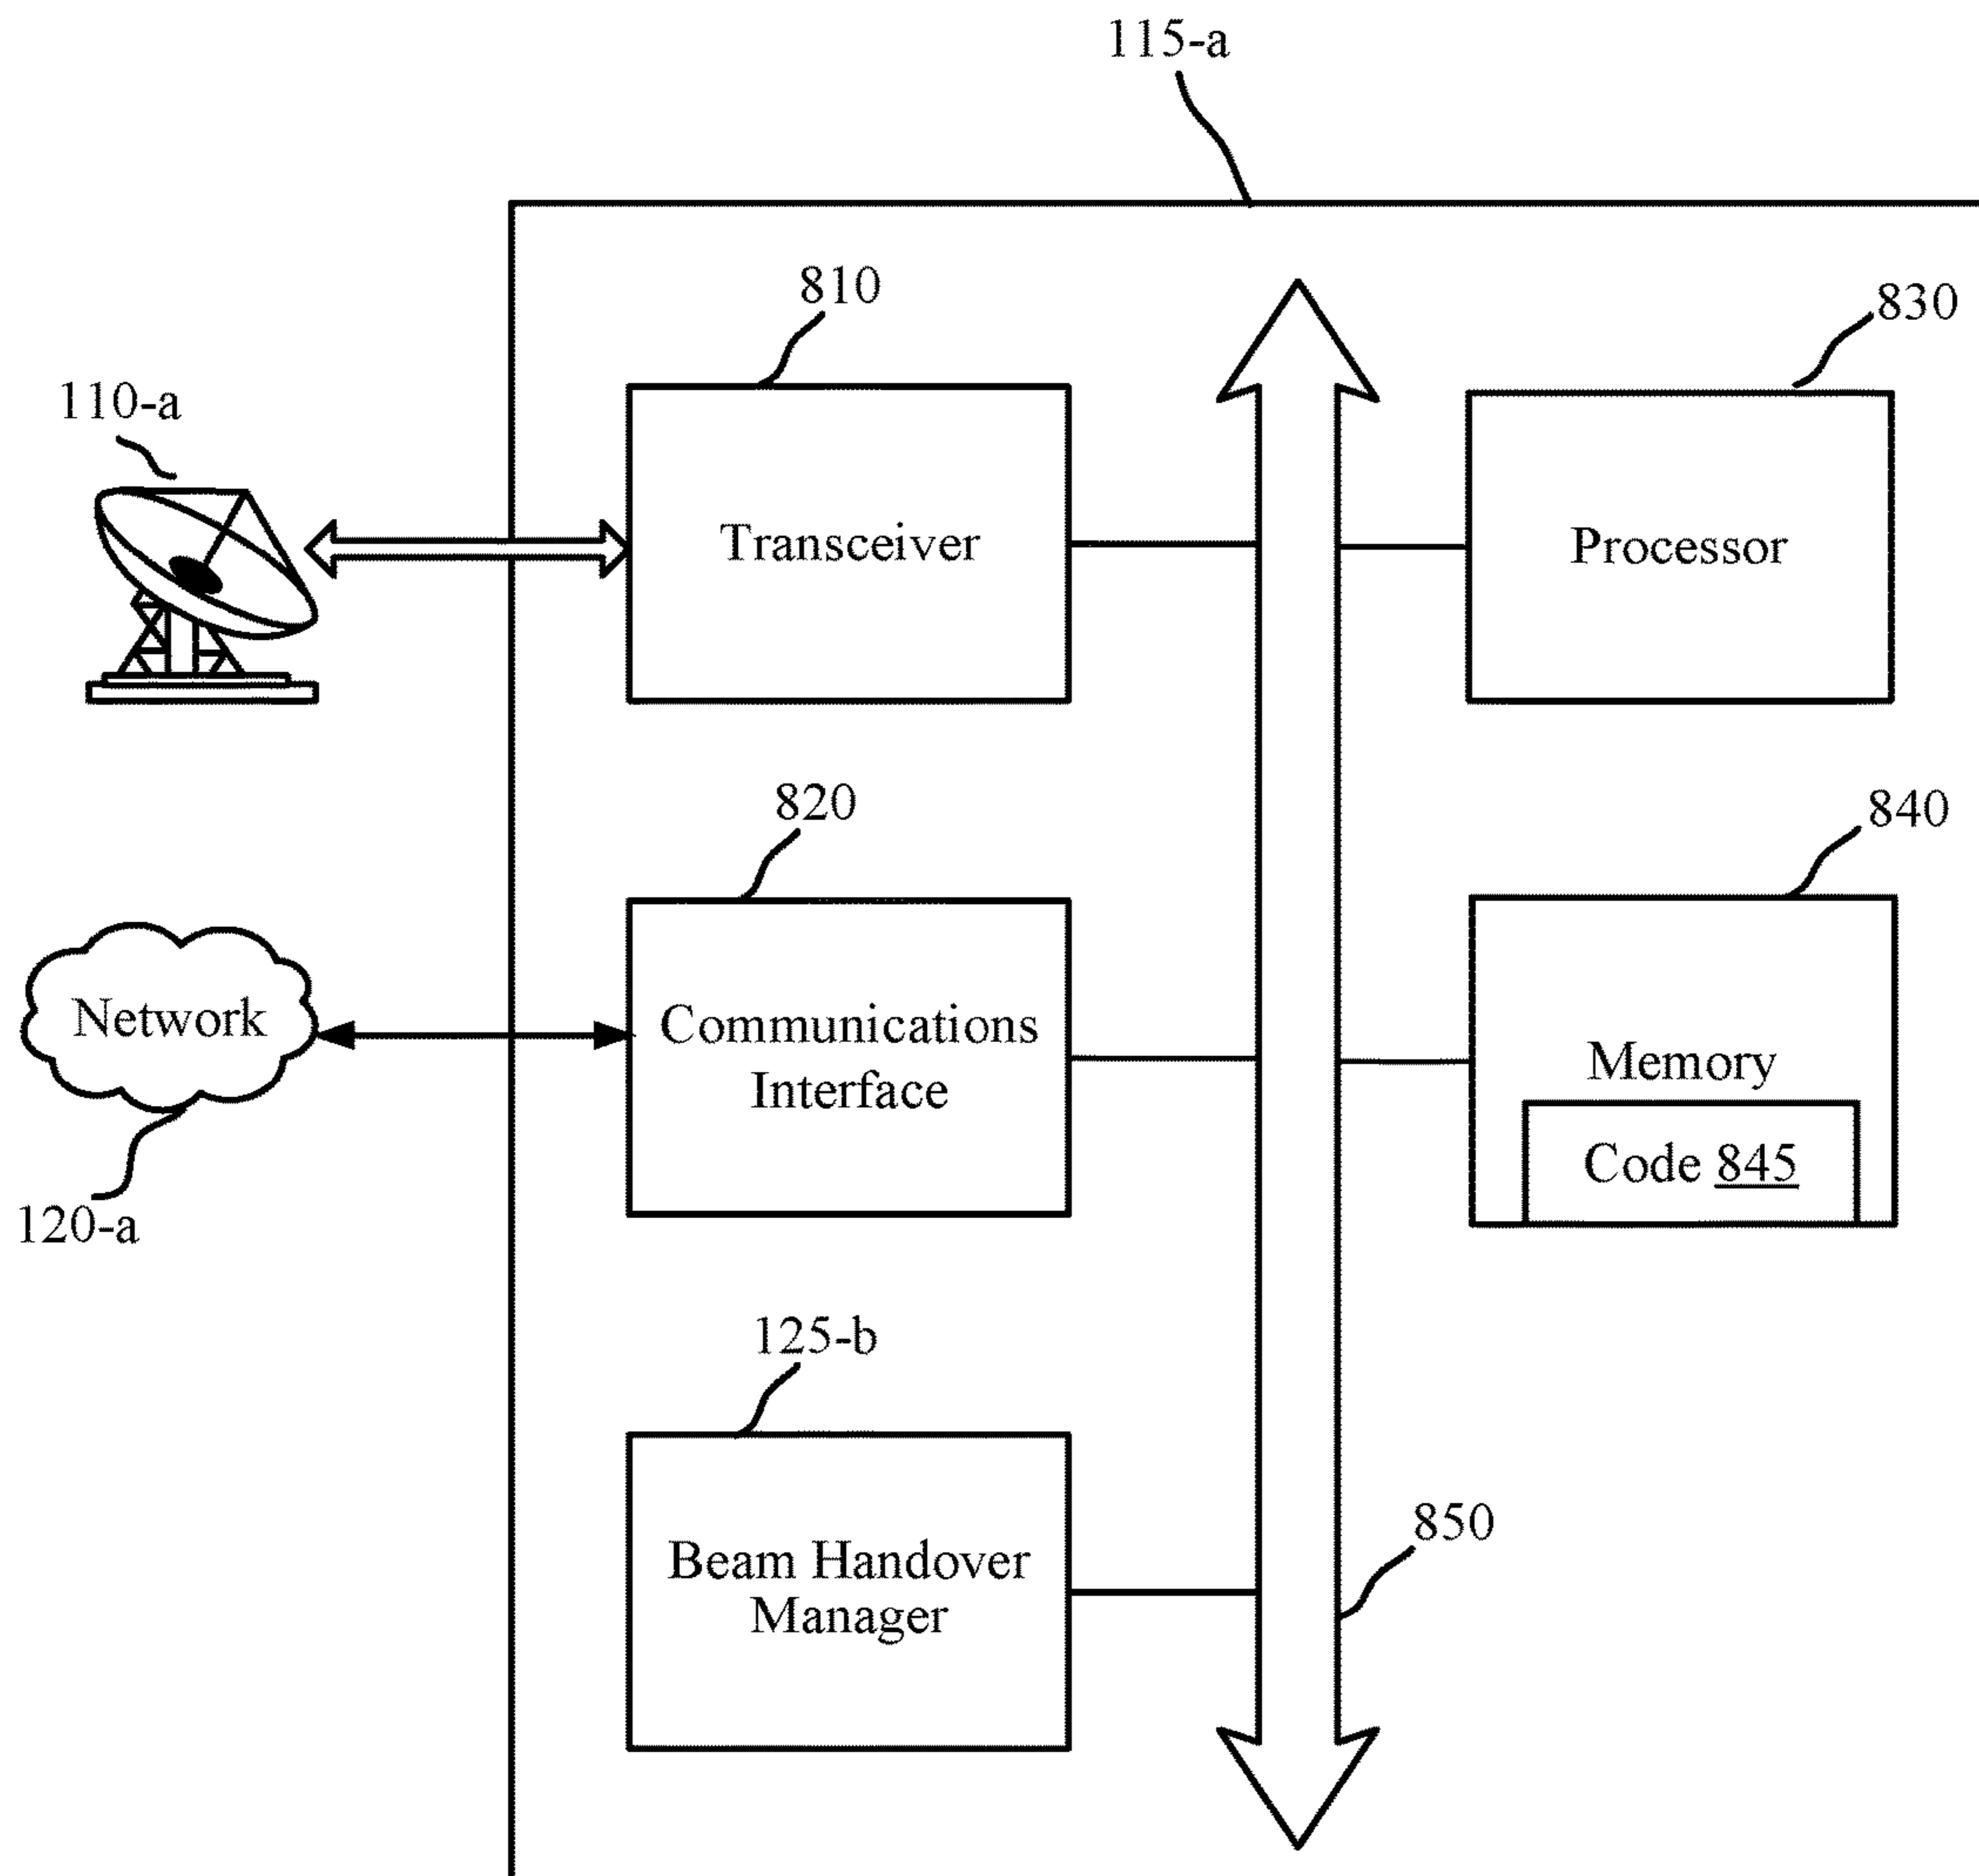 115-a
810
830
110-a
Transceiver
Processor
820
840
Network
Communications
Interface
Memory
Code 845
120-a
125-b
850
Beam Handover
Manager